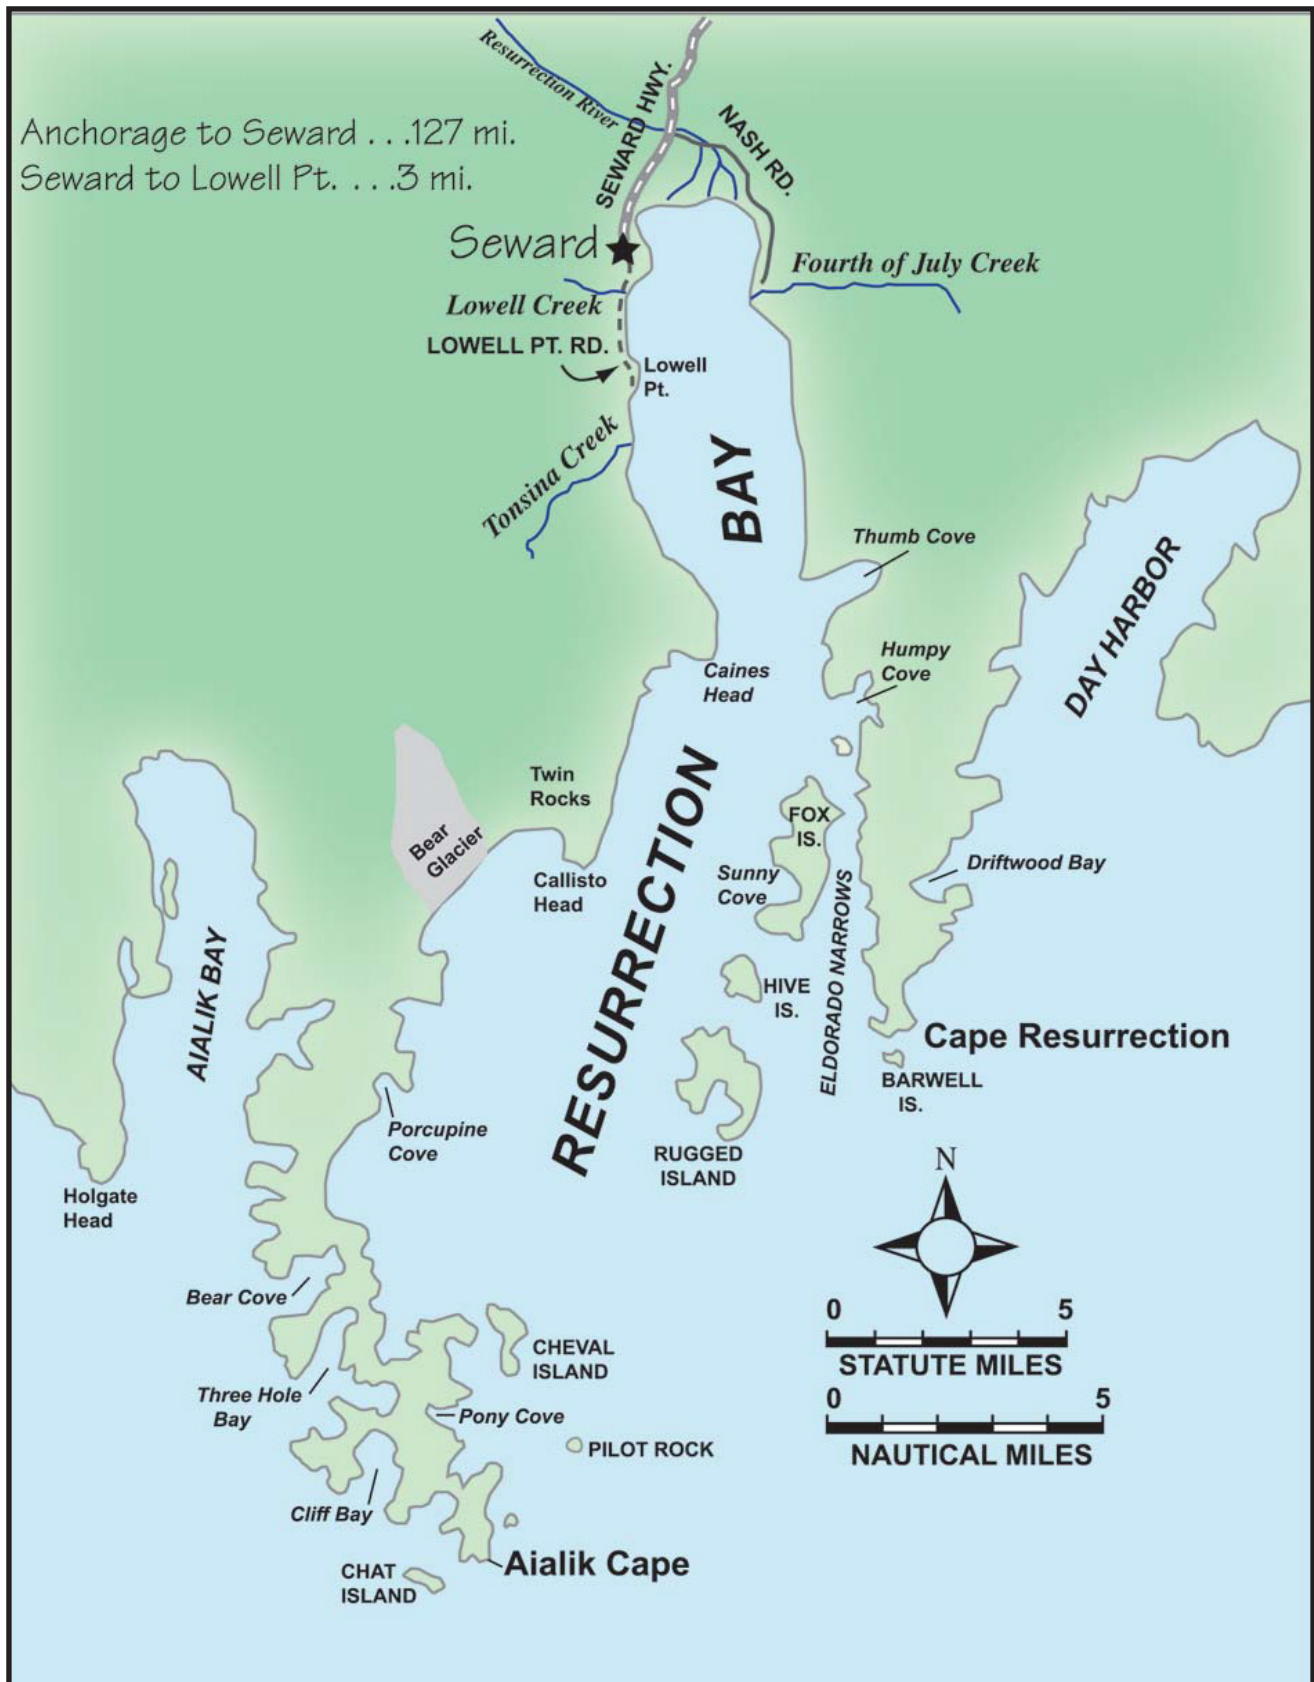 Resurrection River
SEWARD HWY.
NASH RD.
Anchorage to Seward . . .127 mi.
Seward to Lowell Pt. . . .3 mi.
Seward
Fourth of July Creek
Lowell Creek
LOWELL PT. RD.
Lowell
Pt.
Tonsina Creek
BAY
Thumb Cove
DAY HARBOR
Humpy
Cove
Caines
Head
Twin
Rocks
Bear
Glacier
FOX
IS.
Sunny
Cove
Driftwood Bay
Callisto
Head
RESURRECTION
ELDORADO NARROWS
AIALIK BAY
HIVE
IS.
Cape Resurrection
BARWELL
IS.
Porcupine
Cove
RUGGED
ISLAND
Holgate
Head
N
Bear Cove
0 5
STATUTE MILES
CHEVAL
ISLAND
Three Hole
Bay
Pony Cove
0 5
NAUTICAL MILES
PILOT ROCK
Cliff Bay
Aialik Cape
CHAT
ISLAND